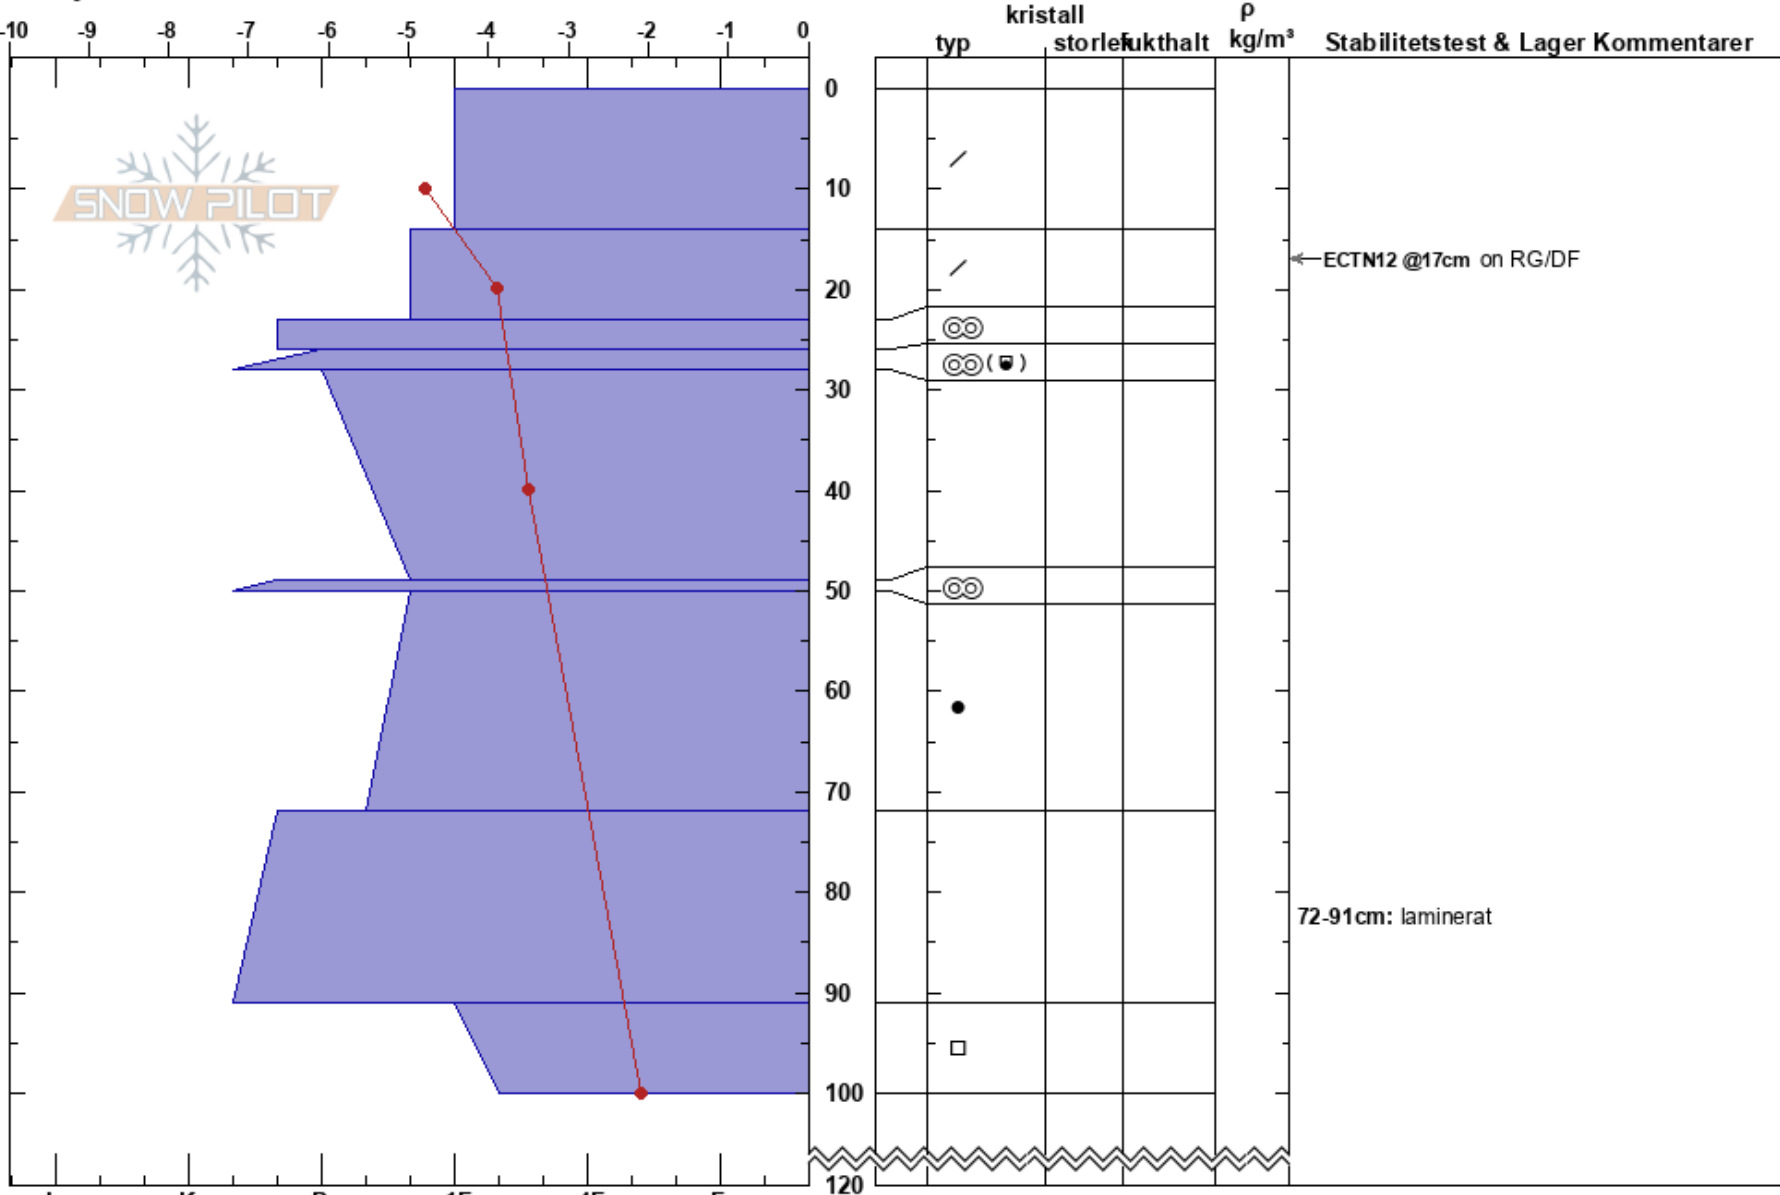 kristall ρ
-10 -9 -8 -7 -6 -5 -4 -3 -2 -1 0 typ storlek fukthalt kg/m³ Stabilitetstest & Lager Kommentarer
0
SNOW PILOT
10
ECTN12 @17cm on RG/DF
20
30
40
50
60
70
80
72-91cm: laminerat
90
100
120